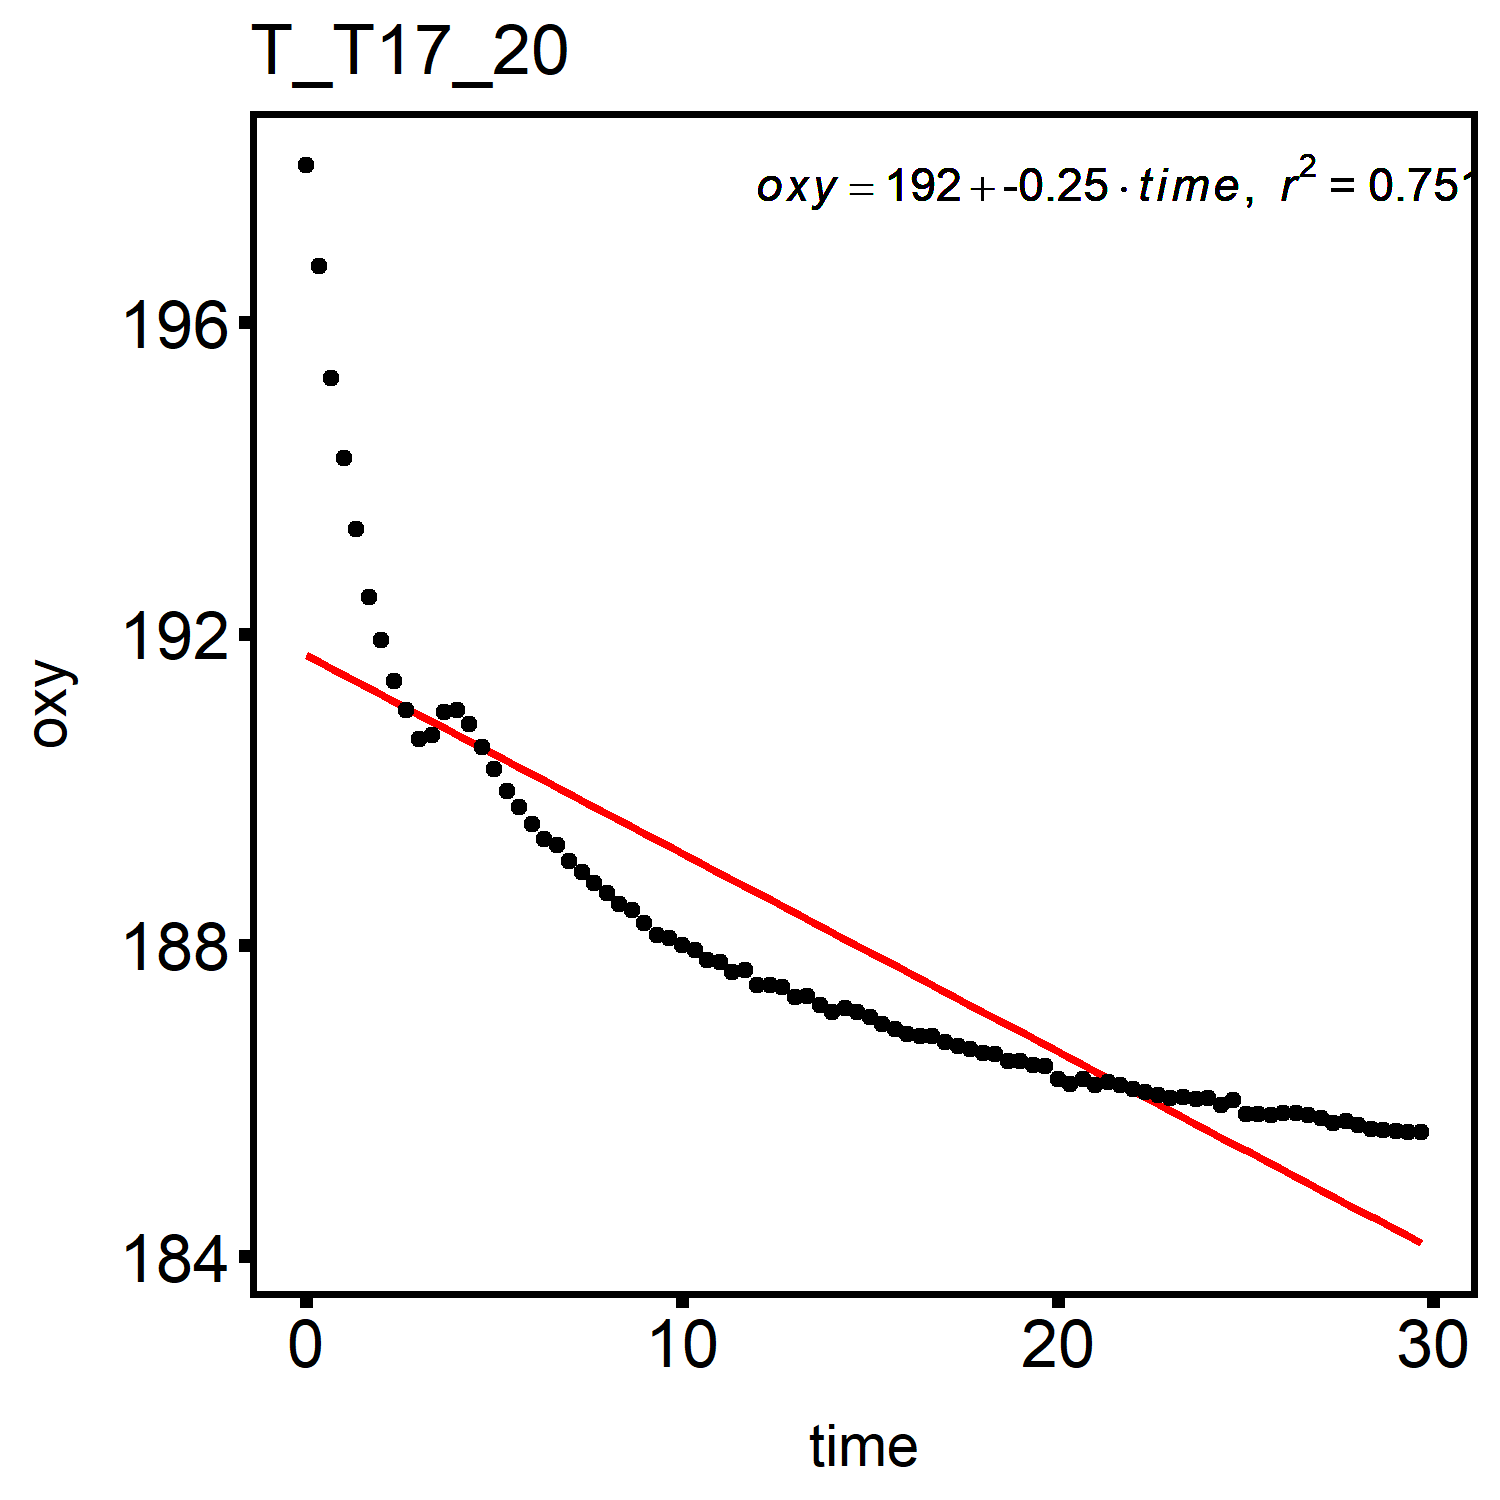 T_T17_20
oxy = 192 + -0.25 · time, r² = 0.751
196
192
188
184
oxy
0 10 20 30
time